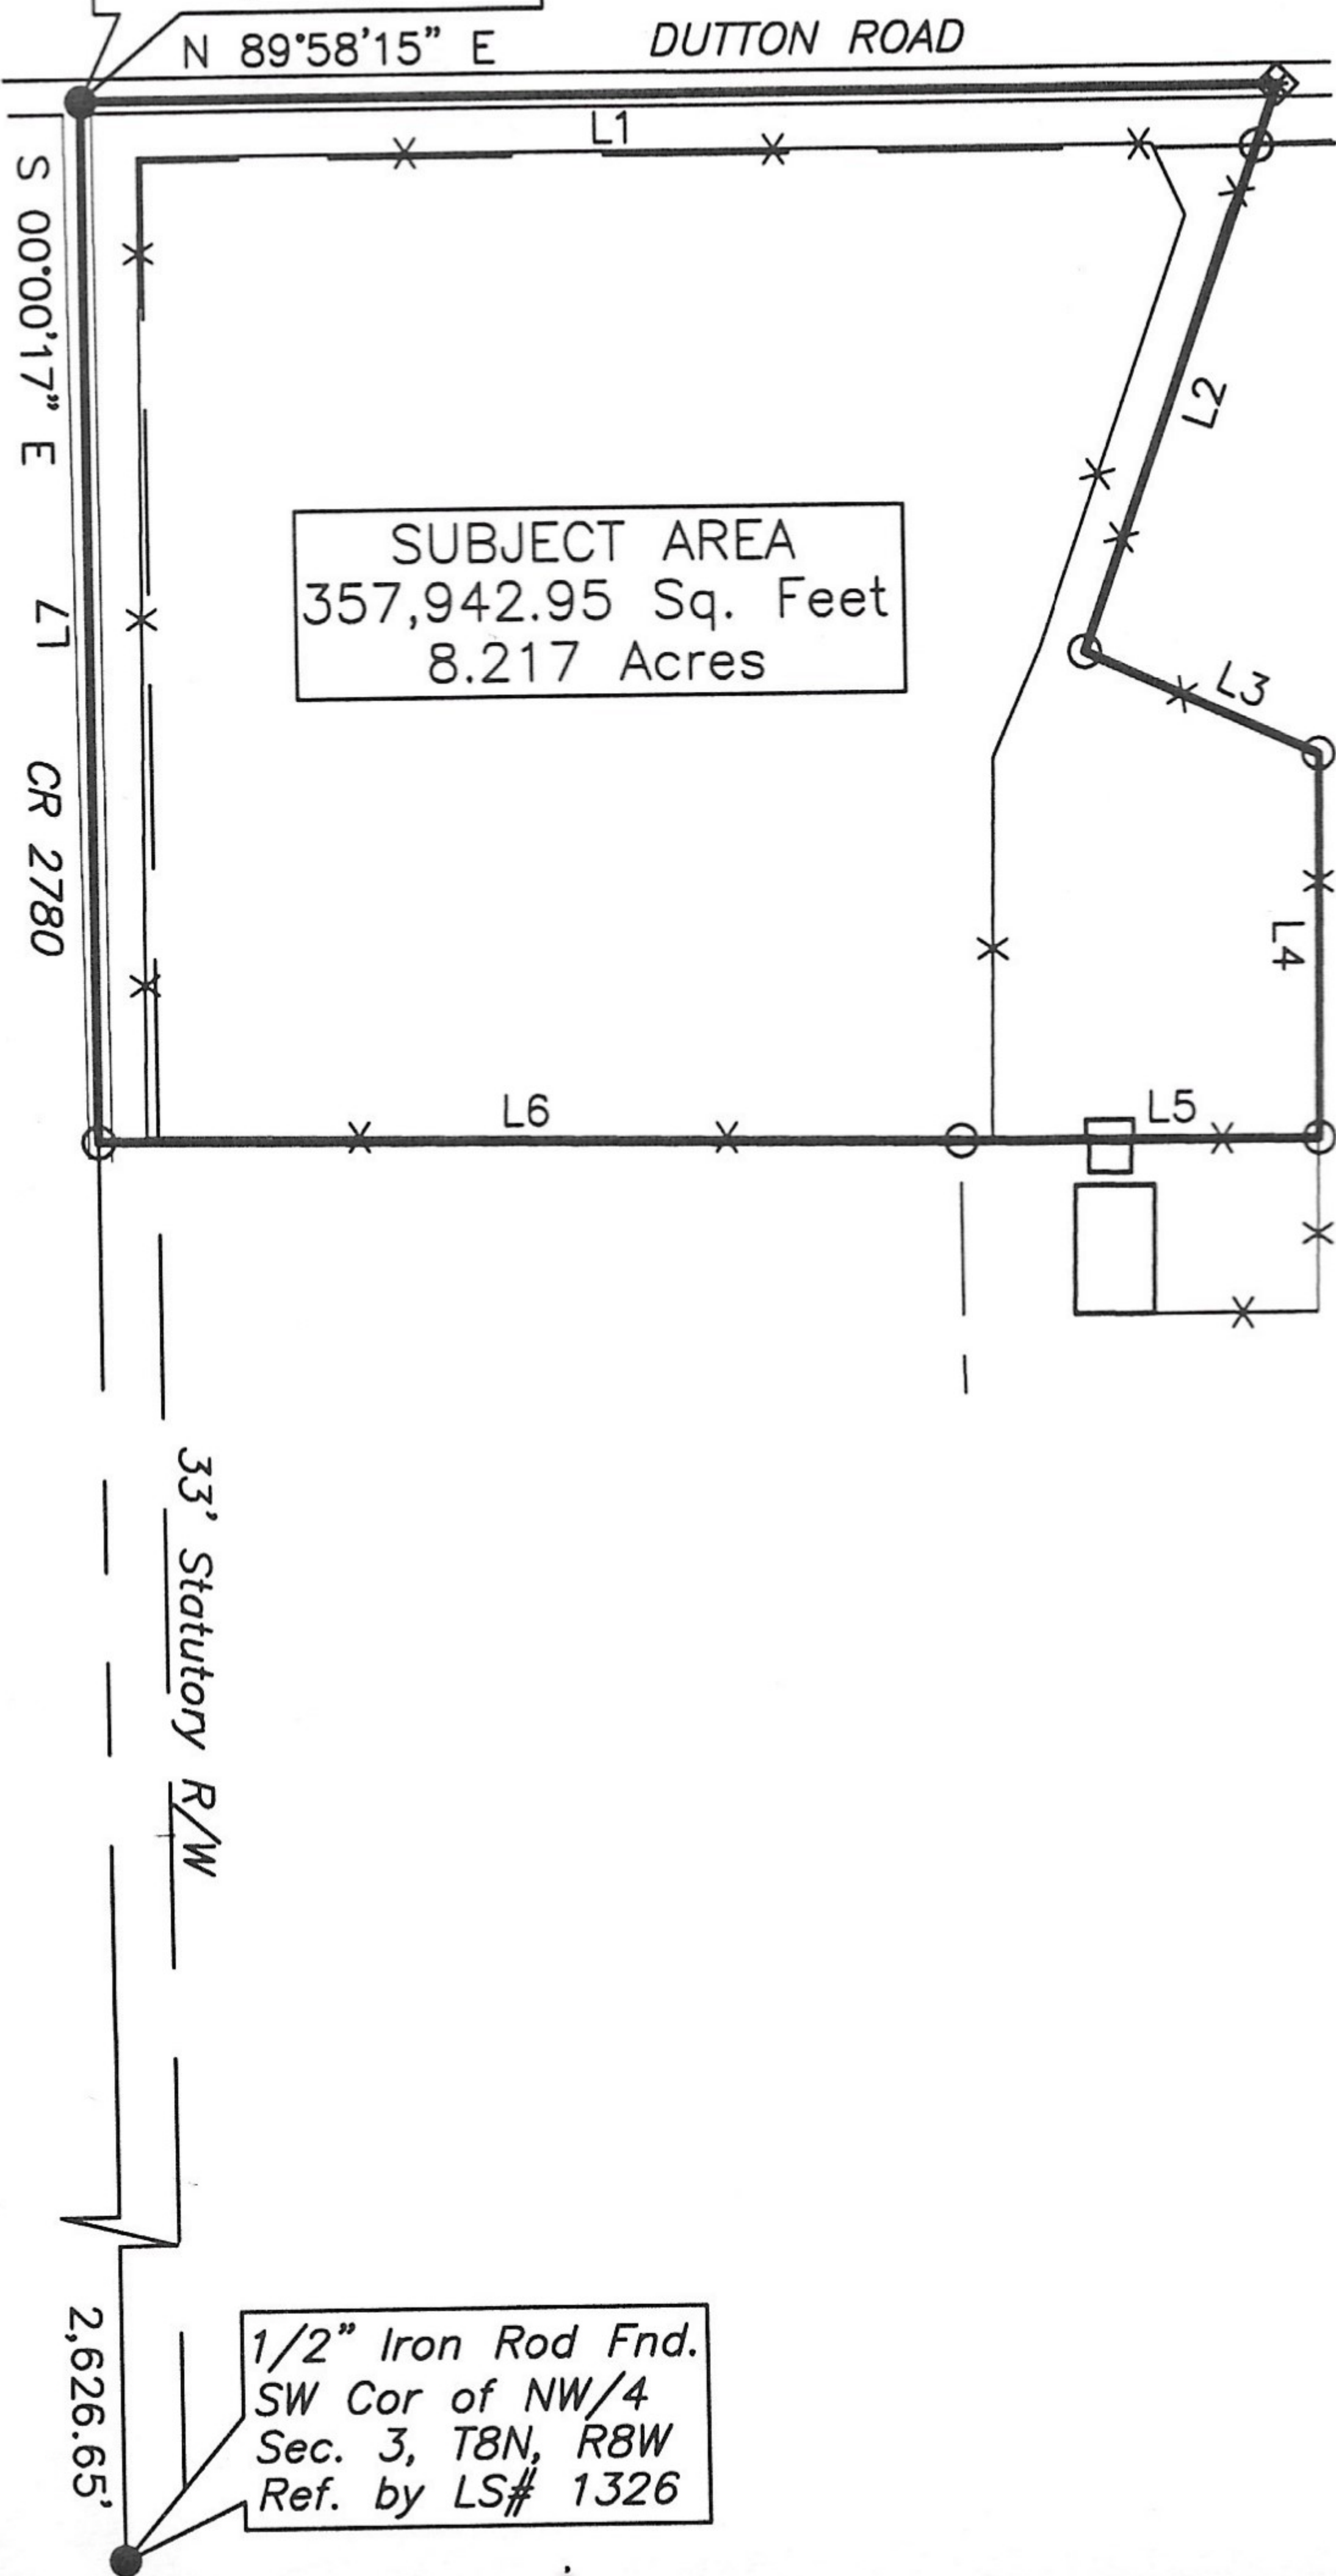 N 89°58'15" E
DUTTON ROAD
L1
S 00°00'17" E
L7
CR 2780
L2
SUBJECT AREA
357,942.95 Sq. Feet
8.217 Acres
L3
L4
L5
L6
33' Statutory R/W
2,626.65'
1/2" Iron Rod Fnd.
SW Cor of NW/4
Sec. 3, T8N, R8W
Ref. by LS# 1326